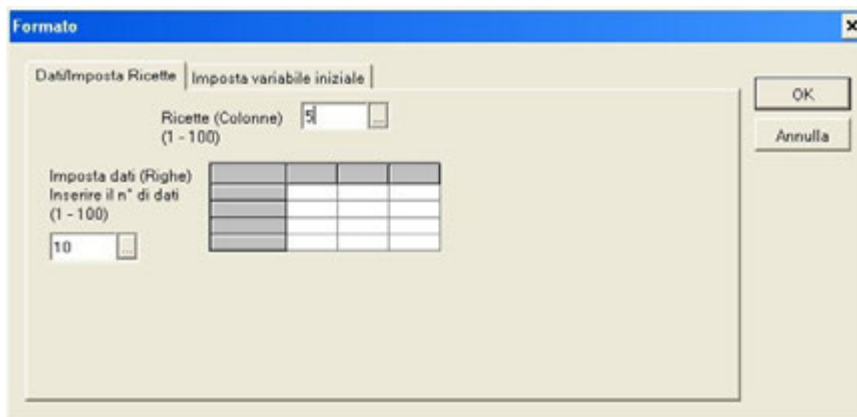 Formato
Dati/Imposta Ricette
Imposta variabile iniziale
OK
Annulla
Ricette (Colonne)
(1 - 100)
5
...
Imposta dati (Righe)
Inserire il n° di dati
(1 - 100)
10
...